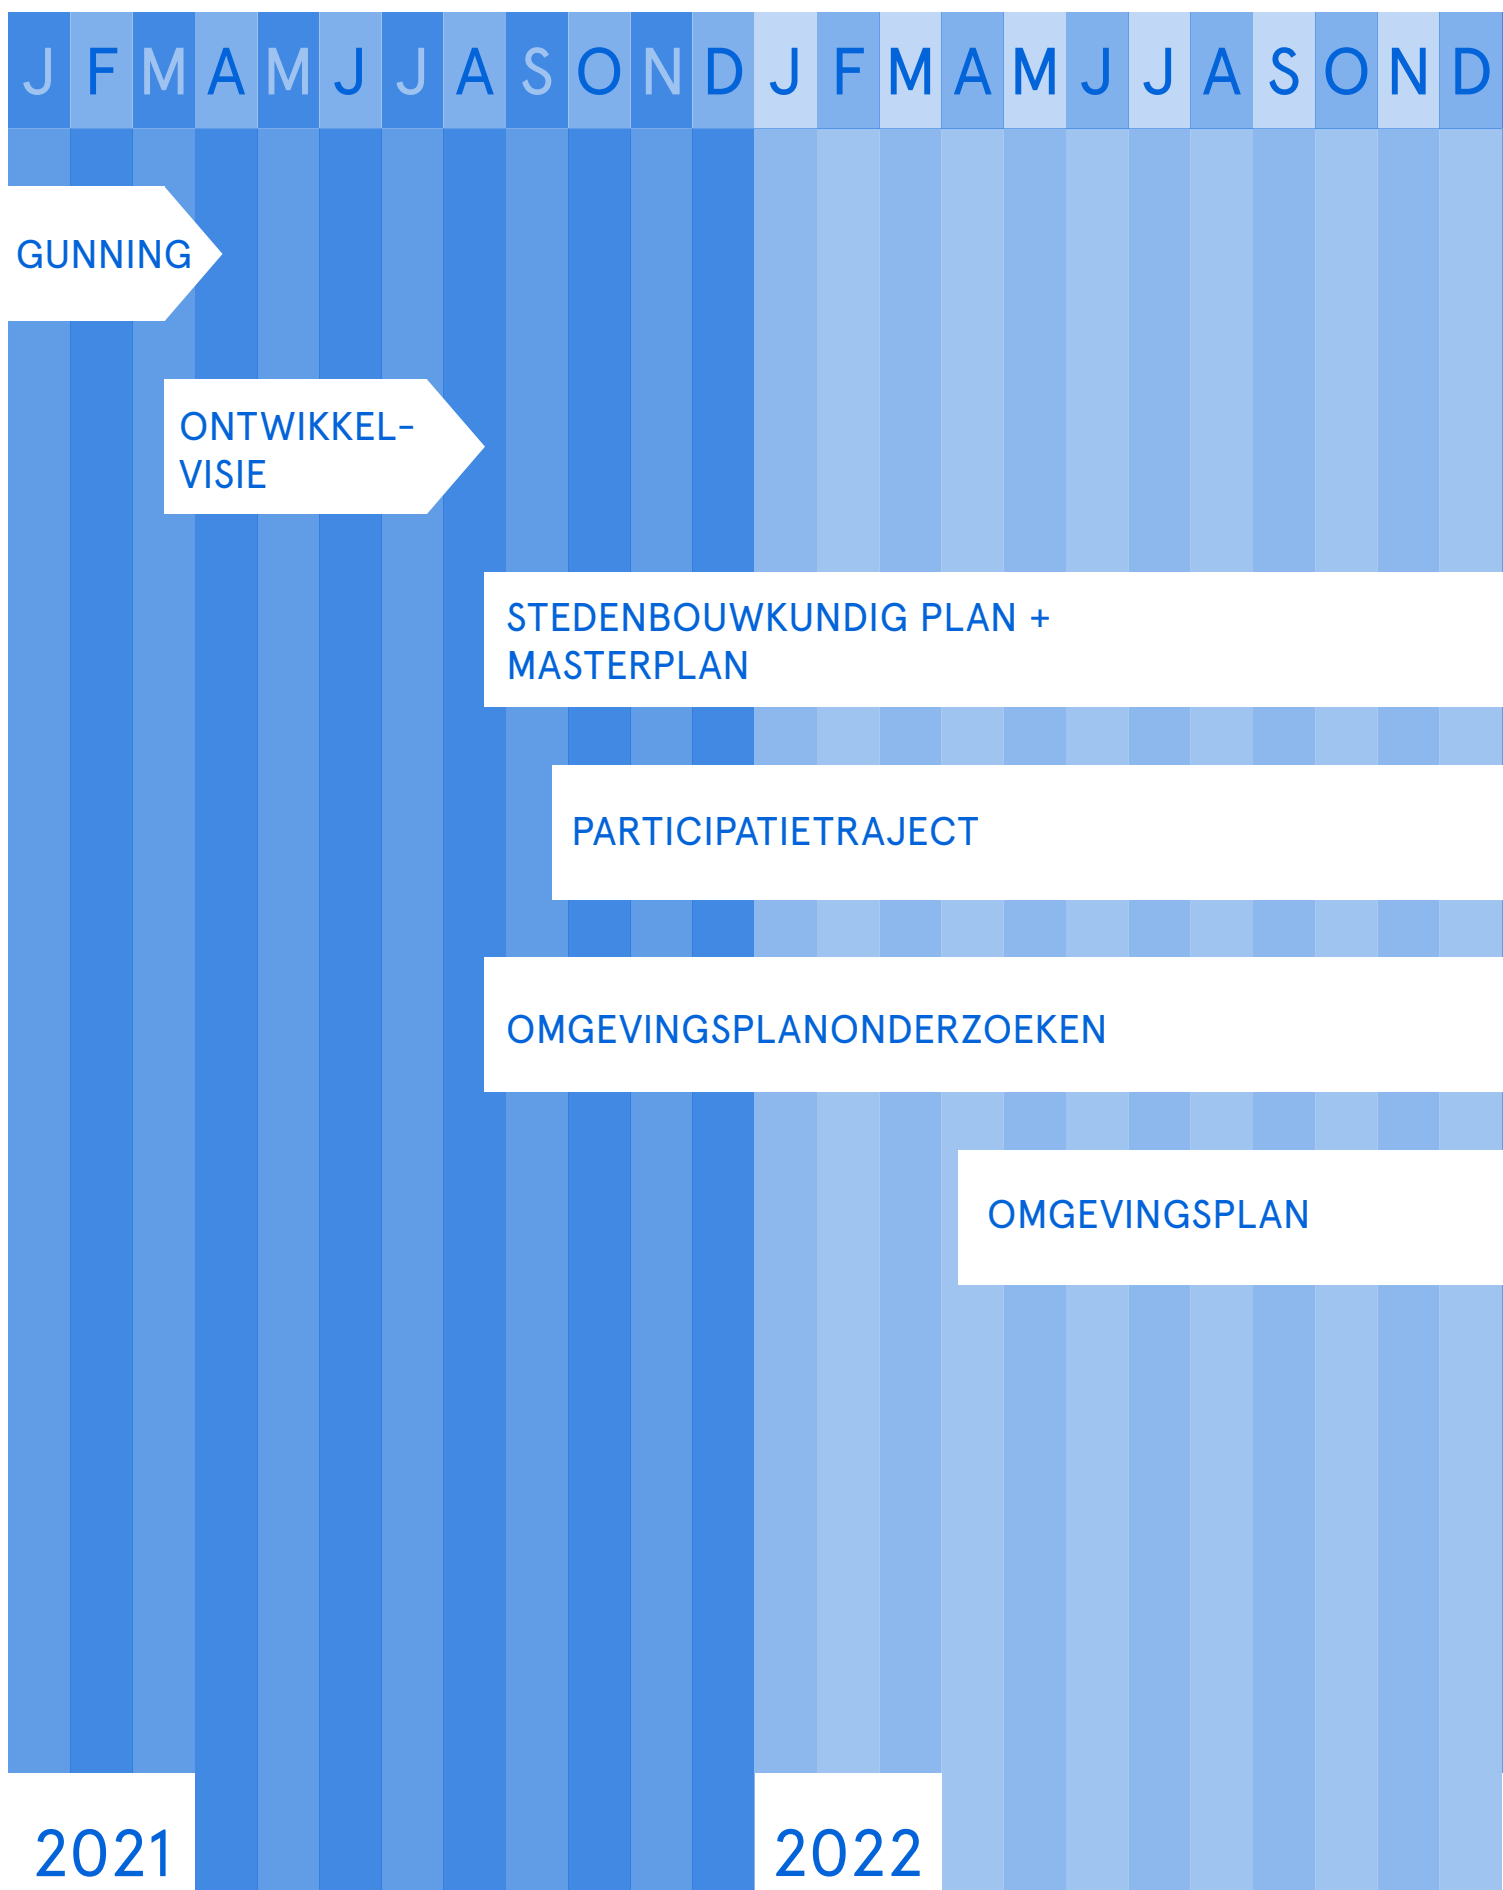 J F M A M J J A S O N D J F M A M J J A S O N D
GUNNING
ONTWIKKEL-
VISIE
STEDENBOUWKUNDIG PLAN +
MASTERPLAN
PARTICIPATIETRAJECT
OMGEVINGSPLANONDERZOEKEN
OMGEVINGSPLAN
2021 2022